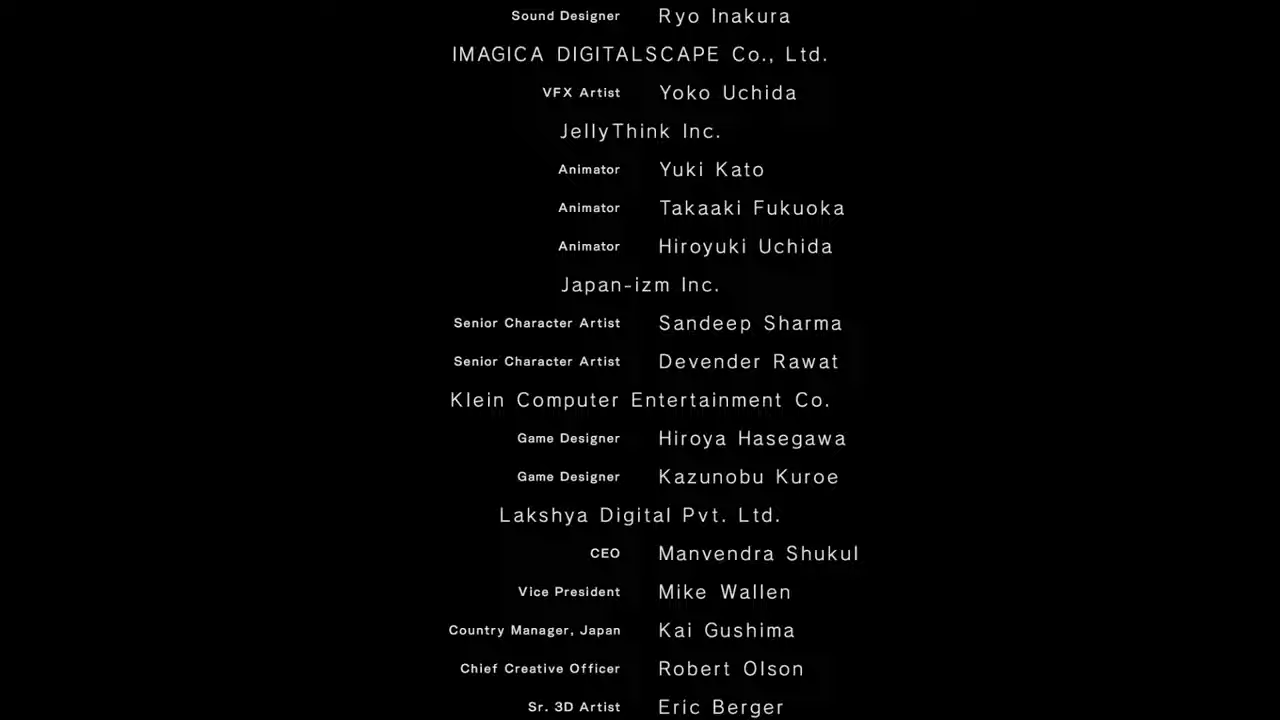 Sound Designer Ryo Inakura
IMAGICA DIGITALSCAPE Co., Ltd.
VFX Artist Yoko Uchida
JellyThink Inc.
Animator Yuki Kato
Animator Takaaki Fukuoka
Animator Hiroyuki Uchida
Japan-izm Inc.
Senior Character Artist Sandeep Sharma
Senior Character Artist Devender Rawat
Klein Computer Entertainment Co.
Game Designer Hiroya Hasegawa
Game Designer Kazunobu Kuroe
Lakshya Digital Pvt. Ltd.
CEO Manvendra Shukul
Vice President Mike Wallen
Country Manager, Japan Kai Gushima
Chief Creative Officer Robert Olson
Sr. 3D Artist Eric Berger